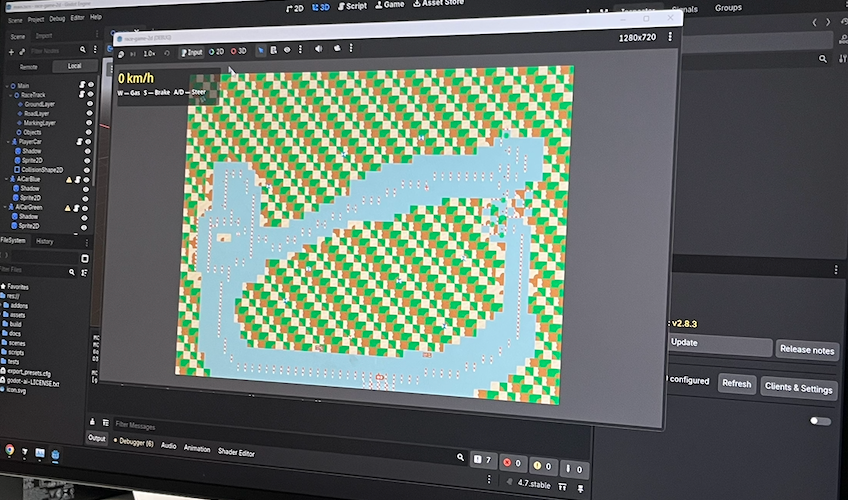 Scene Project Debug Editor Help
2D 3D Script Game Asset Store
Inspector Signals Groups
Scene Import
Filter Nodes
Remote Local
Main
RaceTrack
GroundLayer
RoadLayer
MarkingLayer
Objects
PlayerCar
Shadow
Sprite2D
CollisionShape2D
AiCarBlue
Shadow
Sprite2D
AiCarGreen
Shadow
Sprite2D
FileSystem History
Filter Files
Favorites
res://
addons
assets
build
docs
scenes
scripts
tests
export_presets.cfg
godot-ai-LICENSE.txt
icon.svg
1.0x Input 2D 3D
1280x720
0 km/h
W — Gas S — Brake A/D — Steer
: v2.8.3
Update Release notes
configured Refresh Clients & Settings
Filter Messages
Output Debugger (6) Audio Animation Shader Editor
7 0 0 0
4.7.stable